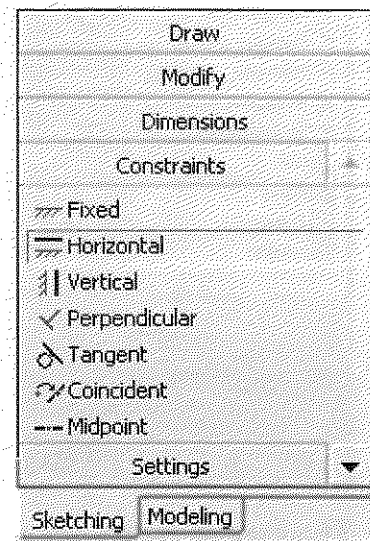 Draw
Modify
Dimensions
Constraints
Fixed
Horizontal
Vertical
Perpendicular
Tangent
Coincident
Midpoint
Settings
Sketching Modeling